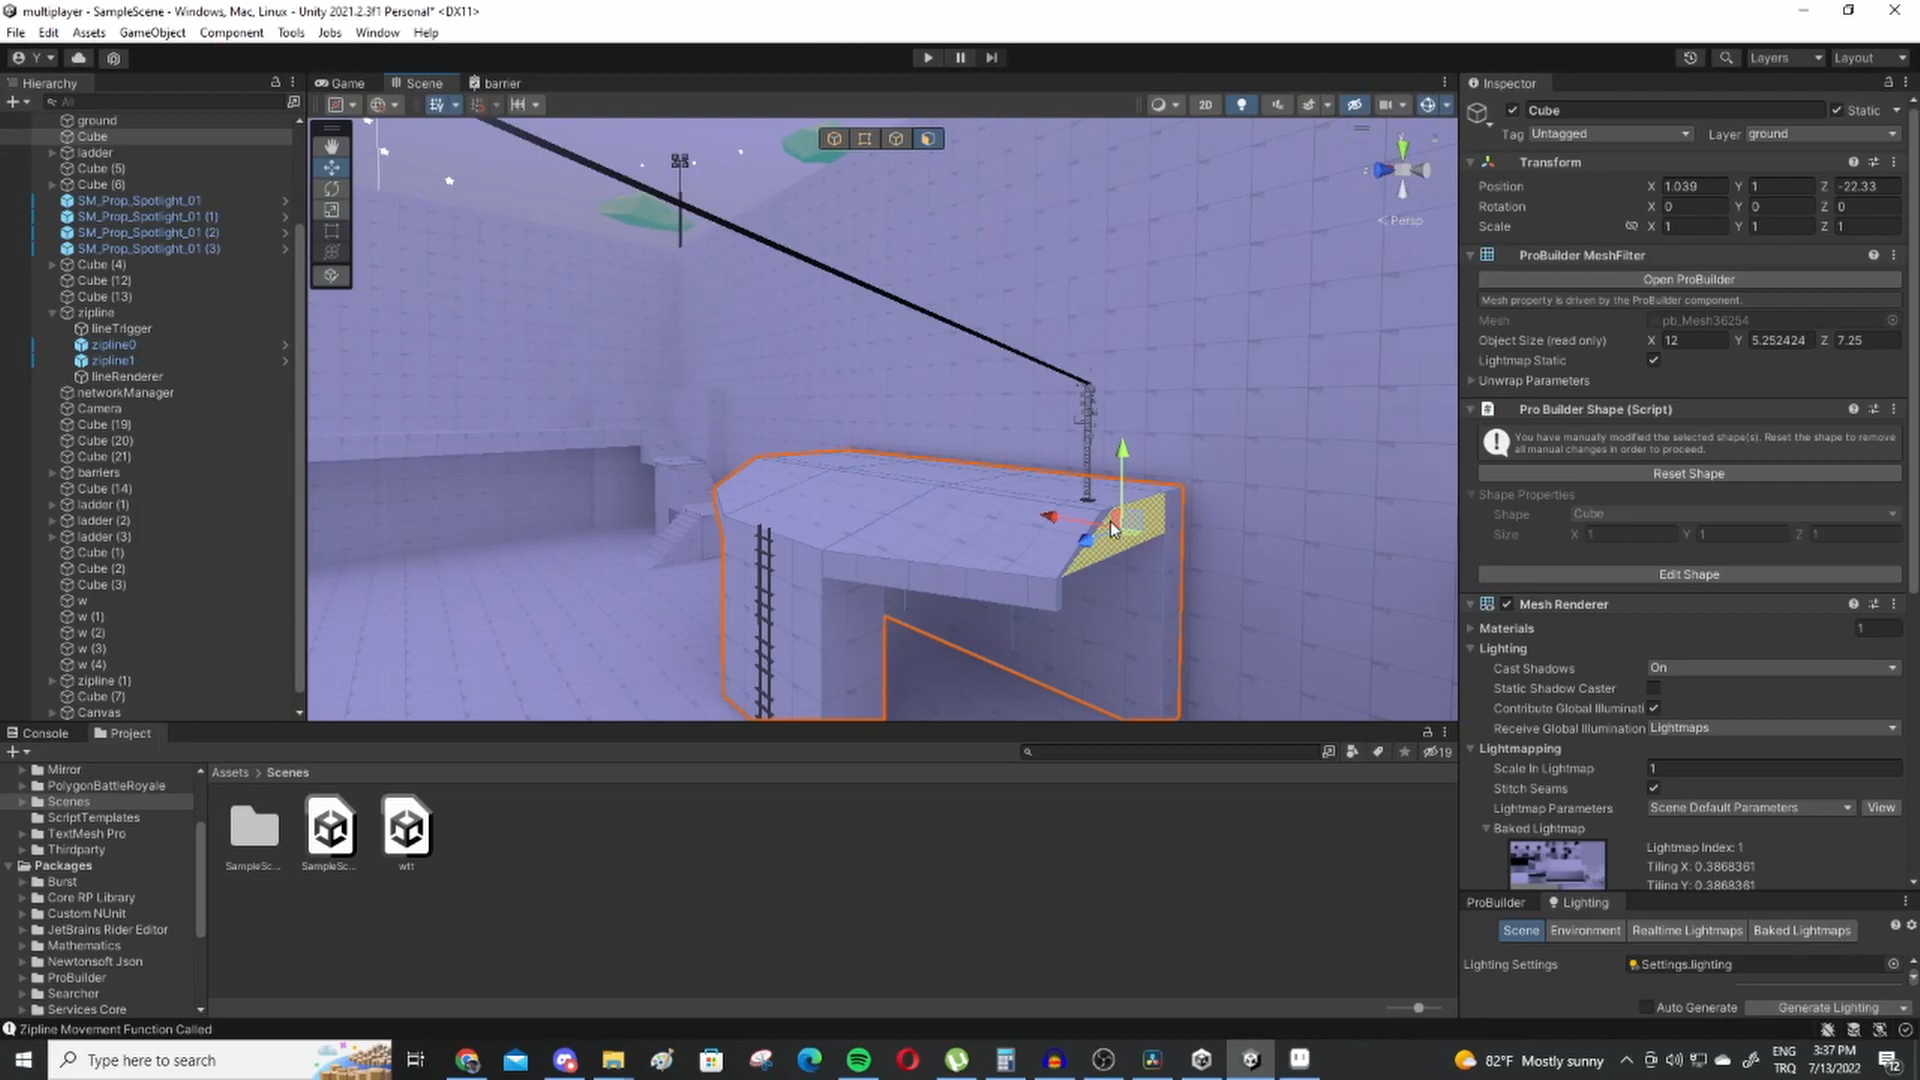 multiplayer - SampleScene - Windows, Mac, Linux - Unity 2021.2.3f1 Personal* <DX11>
File Edit Assets GameObject Component Tools Jobs Window Help
Y
Layers Layout
Hierarchy
All
ground
Cube
ladder
Cube (5)
Cube (6)
SM_Prop_Spotlight_01
SM_Prop_Spotlight_01 (1)
SM_Prop_Spotlight_01 (2)
SM_Prop_Spotlight_01 (3)
Cube (4)
Cube (12)
Cube (13)
zipline
lineTrigger
zipline0
zipline1
lineRenderer
networkManager
Camera
Cube (19)
Cube (20)
Cube (21)
barriers
Cube (14)
ladder (1)
ladder (2)
ladder (3)
Cube (1)
Cube (2)
Cube (3)
w
w (1)
w (2)
w (3)
w (4)
zipline (1)
Cube (7)
Canvas
Game Scene barrier
2D
y
z
< Persp
Inspector
Cube Static
Tag Untagged Layer ground
Transform
Position X 1.039 Y 1 Z -22.33
Rotation X 0 Y 0 Z 0
Scale X 1 Y 1 Z 1
ProBuilder MeshFilter
Open ProBuilder
Mesh property is driven by the ProBuilder component.
Mesh pb_Mesh36254
Object Size (read only) X 12 Y 5.252424 Z 7.25
Lightmap Static
Unwrap Parameters
Pro Builder Shape (Script)
You have manually modified the selected shape(s). Reset the shape to remove
all manual changes in order to proceed.
Reset Shape
Shape Properties
Shape Cube
Size X 1 Y 1 Z 1
Edit Shape
Mesh Renderer
Materials 1
Lighting
Cast Shadows On
Static Shadow Caster
Contribute Global Illuminati
Receive Global Illumination Lightmaps
Lightmapping
Scale In Lightmap 1
Stitch Seams
Lightmap Parameters Scene Default Parameters View
Baked Lightmap
Lightmap Index: 1
Tiling X: 0.3868361
Tiling Y: 0.3868361
ProBuilder Lighting
Scene Environment Realtime Lightmaps Baked Lightmaps
Lighting Settings Settings.lighting
Auto Generate Generate Lighting
Console Project
19
Mirror
PolygonBattleRoyale
Scenes
ScriptTemplates
TextMesh Pro
Thirdparty
Packages
Burst
Core RP Library
Custom NUnit
JetBrains Rider Editor
Mathematics
Newtonsoft Json
ProBuilder
Searcher
Services Core
Assets > Scenes
SampleSc... SampleSc... wtt
Zipline Movement Function Called
Type here to search
82°F Mostly sunny
ENG
TRQ
3:37 PM
7/13/2022
12